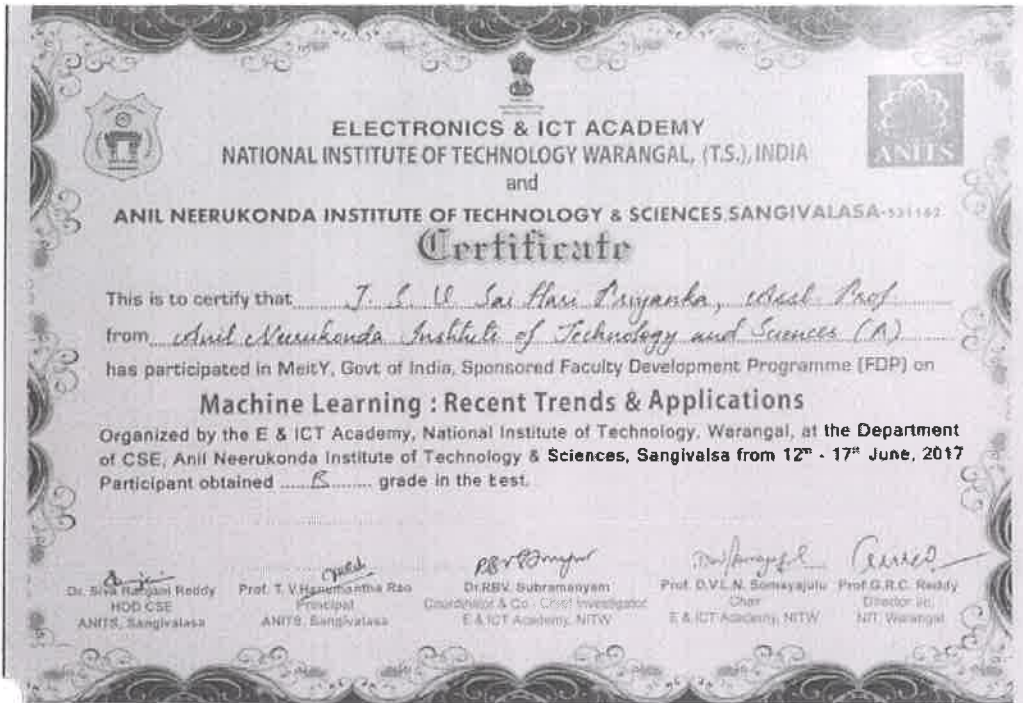 ELECTRONICS & ICT ACADEMY
NATIONAL INSTITUTE OF TECHNOLOGY WARANGAL, (T.S.), INDIA
ANITS
and
ANIL NEERUKONDA INSTITUTE OF TECHNOLOGY & SCIENCES, SANGIVALASA-531162
Certificate
This is to certify that J. S. V. Sai Hari Priyanka, Asst. Prof
from Anil Neerukonda Institute of Technology and Sciences (A)
has participated in MeitY, Govt of India, Sponsored Faculty Development Programme (FDP) on
Machine Learning : Recent Trends & Applications
Organized by the E & ICT Academy, National Institute of Technology, Warangal, at the Department
of CSE, Anil Neerukonda Institute of Technology & Sciences, Sangivalsa from 12th - 17th June, 2017
Participant obtained B grade in the test.
Dr. Siva Ranjani Reddy
HOD CSE
ANITS, Sangivalasa
Prof. T. V. Hanumantha Rao
Principal
ANITS, Sangivalasa
Dr.RBV. Subramanyam
Coordinator & Co - Chief Investigator
E & ICT Academy, NITW
Prof. D.V.L.N. Somayajulu
Chair
E & ICT Academy, NITW
Prof G.R.C. Reddy
Director
NIT, Warangal